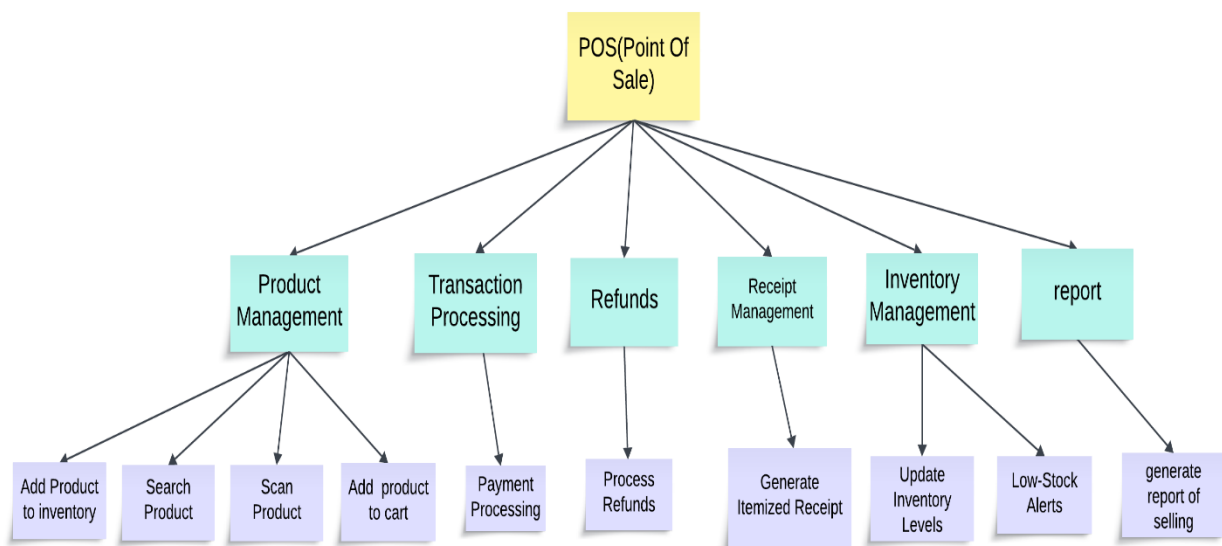 POS(Point Of
Sale)
Product
Management
Transaction
Processing
Refunds
Receipt
Management
Inventory
Management
report
Add Product
to inventory
Search
Product
Scan
Product
Add product
to cart
Payment
Processing
Process
Refunds
Generate
Itemized Receipt
Update
Inventory
Levels
Low-Stock
Alerts
generate
report of
selling